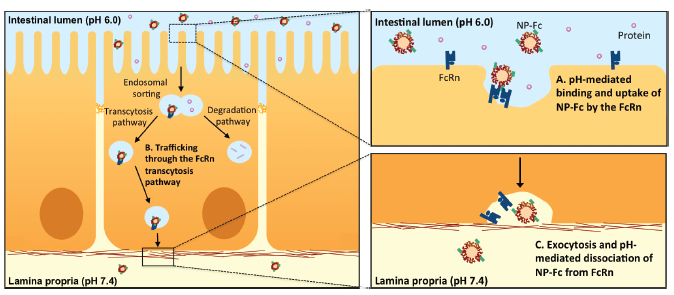 Intestinal lumen (pH 6.0)
Endosomal
sorting
Transcytosis
pathway
Degradation
pathway
B. Trafficking
through the FcRn
transcytosis
pathway
Lamina propria (pH 7.4)
Intestinal lumen (pH 6.0)
NP-Fc
Protein
FcRn
A. pH-mediated
binding and uptake of
NP-Fc by the FcRn
C. Exocytosis and pH-
mediated dissociation of
NP-Fc from FcRn
Lamina propria (pH 7.4)